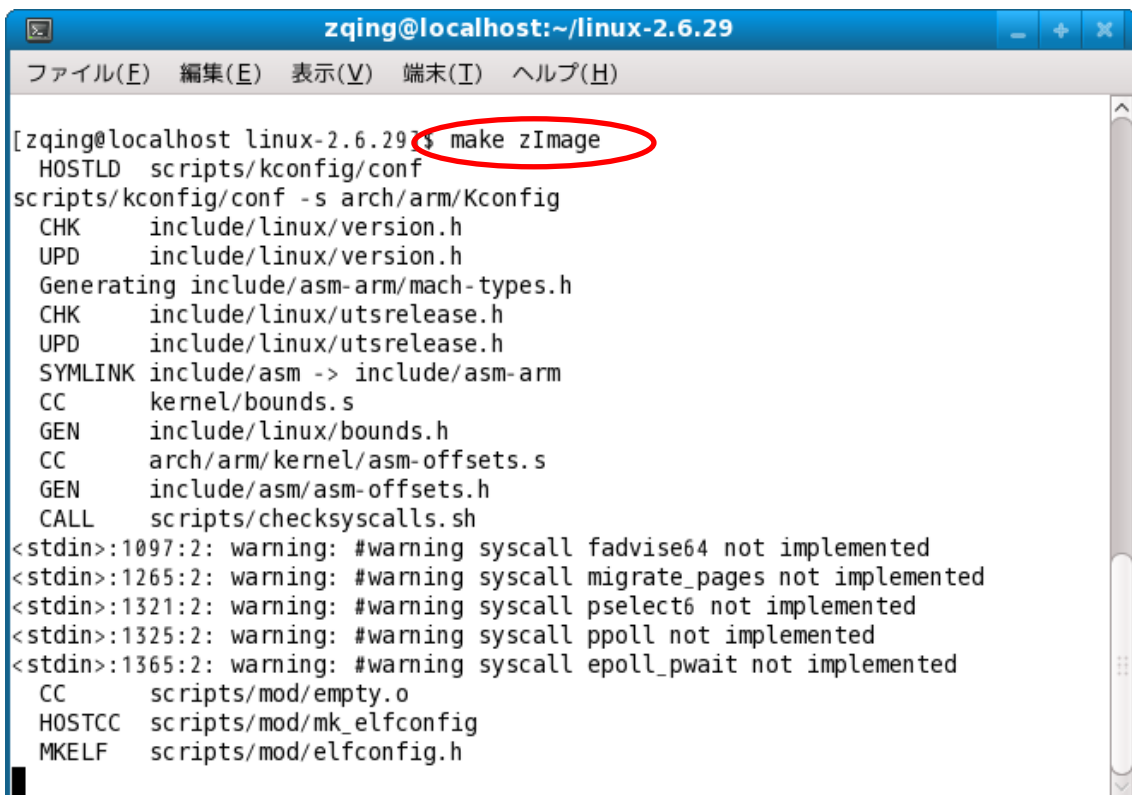 zqing@localhost:~/linux-2.6.29
ファイル(F) 編集(E) 表示(V) 端末(T) ヘルプ(H)
[zqing@localhost linux-2.6.29]$ make zImage
  HOSTLD  scripts/kconfig/conf
scripts/kconfig/conf -s arch/arm/Kconfig
  CHK     include/linux/version.h
  UPD     include/linux/version.h
  Generating include/asm-arm/mach-types.h
  CHK     include/linux/utsrelease.h
  UPD     include/linux/utsrelease.h
  SYMLINK include/asm -> include/asm-arm
  CC      kernel/bounds.s
  GEN     include/linux/bounds.h
  CC      arch/arm/kernel/asm-offsets.s
  GEN     include/asm/asm-offsets.h
  CALL    scripts/checksyscalls.sh
<stdin>:1097:2: warning: #warning syscall fadvise64 not implemented
<stdin>:1265:2: warning: #warning syscall migrate_pages not implemented
<stdin>:1321:2: warning: #warning syscall pselect6 not implemented
<stdin>:1325:2: warning: #warning syscall ppoll not implemented
<stdin>:1365:2: warning: #warning syscall epoll_pwait not implemented
  CC      scripts/mod/empty.o
  HOSTCC  scripts/mod/mk_elfconfig
  MKELF   scripts/mod/elfconfig.h